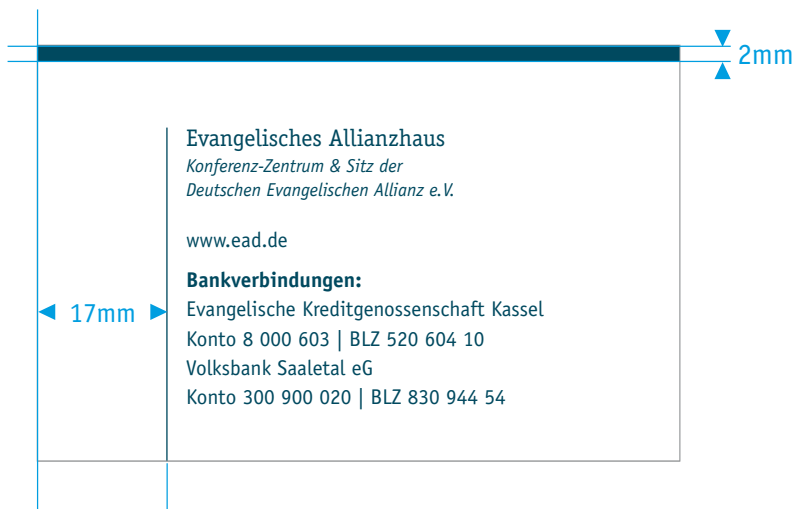 2mm
Evangelisches Allianzhaus
Konferenz-Zentrum & Sitz der
Deutschen Evangelischen Allianz e.V.
www.ead.de
Bankverbindungen:
Evangelische Kreditgenossenschaft Kassel
17mm
Konto 8 000 603 | BLZ 520 604 10
Volksbank Saaletal eG
Konto 300 900 020 | BLZ 830 944 54